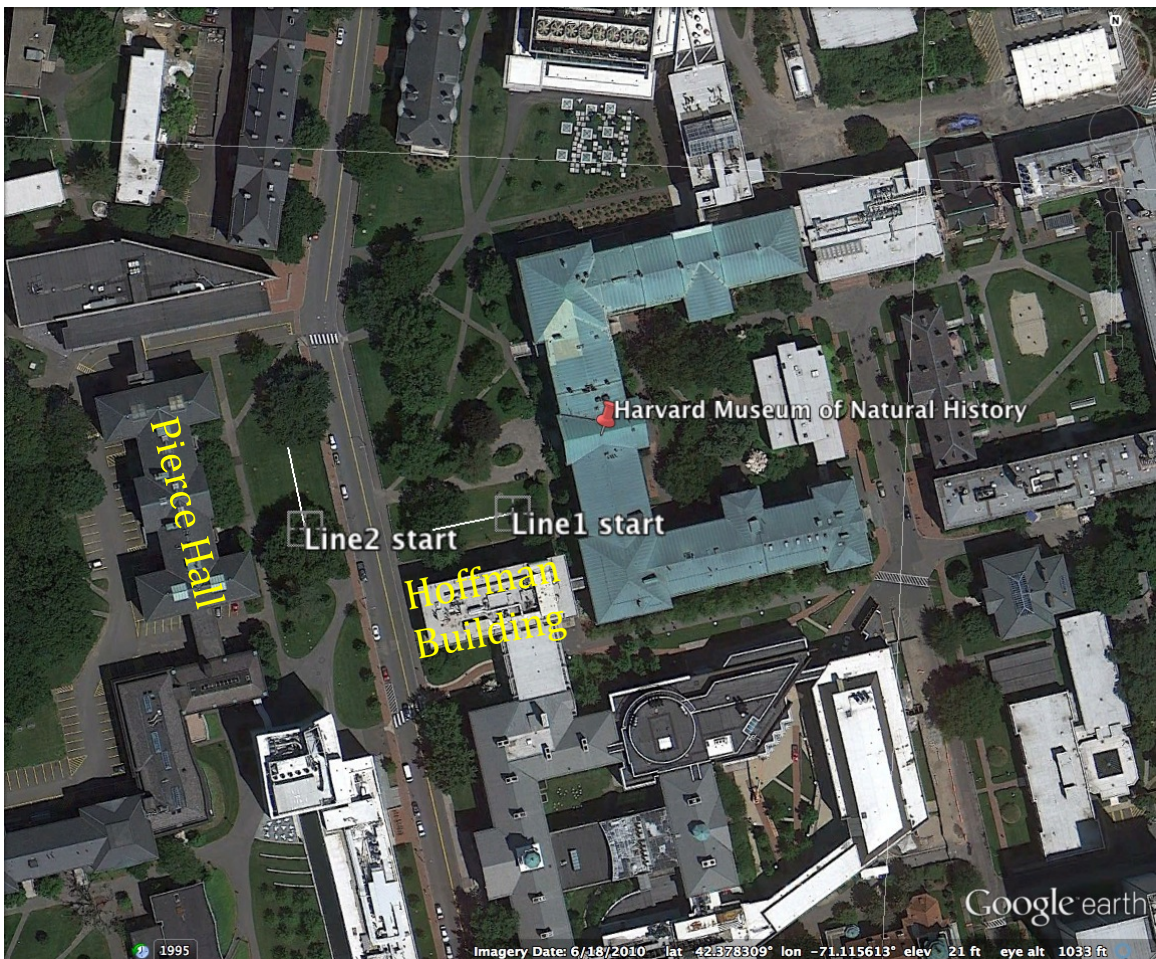 N
Harvard Museum of Natural History
Pierce Hall
Line2 start
Line1 start
Hoffman
Building
Google earth
1995
Imagery Date: 6/18/2010 lat 42.378309° lon -71.115613° elev 21 ft eye alt 1033 ft